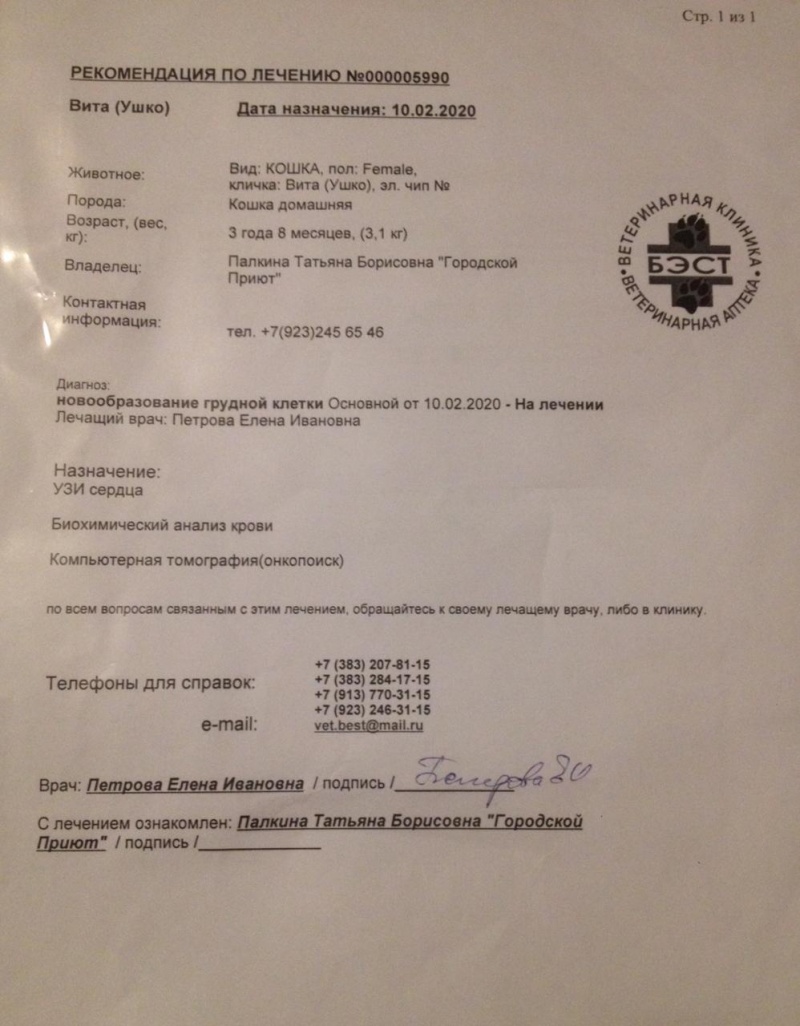 Стр. 1 из 1
РЕКОМЕНДАЦИЯ ПО ЛЕЧЕНИЮ №000005990
Вита (Ушко) Дата назначения: 10.02.2020
Животное: Вид: КОШКА, пол: Female,
кличка: Вита (Ушко), эл. чип №
Порода: Кошка домашняя
Возраст, (вес,
кг): 3 года 8 месяцев, (3,1 кг)
Владелец: Палкина Татьяна Борисовна "Городской
Приют"
Контактная
информация: тел. +7(923)245 65 46
ВЕТЕРИНАРНАЯ КЛИНИКА
БЭСТ
ВЕТЕРИНАРНАЯ АПТЕКА
Диагноз:
новообразование грудной клетки Основной от 10.02.2020 - На лечении
Лечащий врач: Петрова Елена Ивановна
Назначение:
УЗИ сердца
Биохимический анализ крови
Компьютерная томография(онкопоиск)
по всем вопросам связанным с этим лечением, обращайтесь к своему лечащему врачу, либо в клинику.
Телефоны для справок: +7 (383) 207-81-15
+7 (383) 284-17-15
+7 (913) 770-31-15
+7 (923) 246-31-15
e-mail: vet.best@mail.ru
Врач: Петрова Елена Ивановна / подпись /
С лечением ознакомлен: Палкина Татьяна Борисовна "Городской
Приют" / подпись /